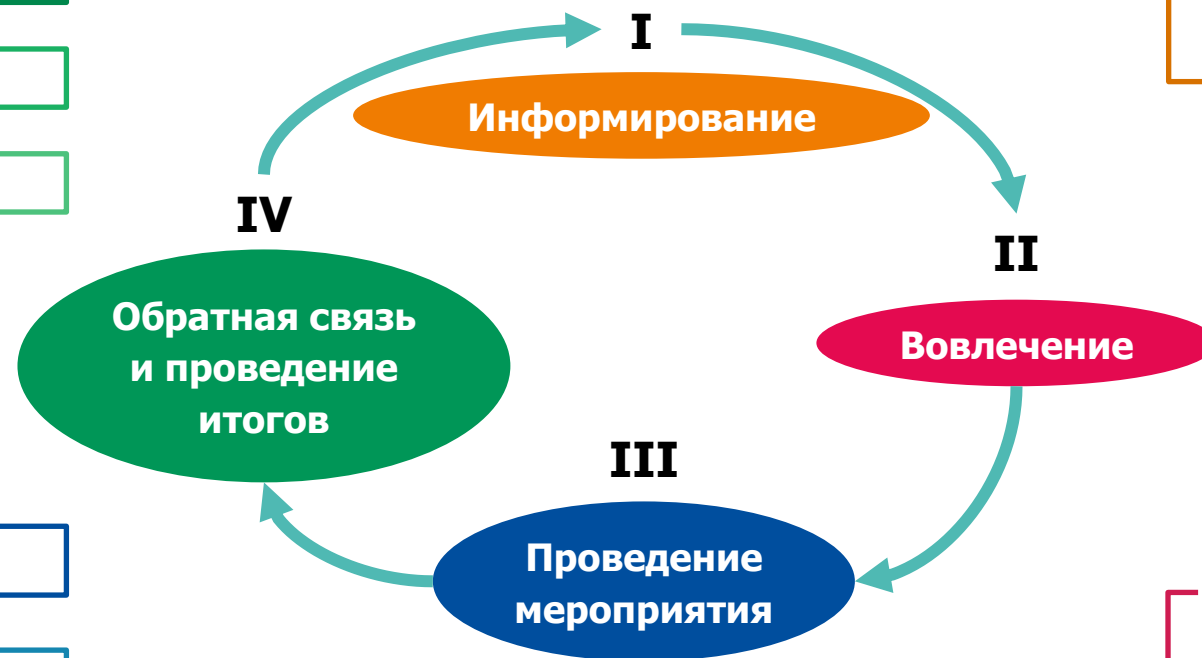 I
Информирование
II
Вовлечение
III
Проведение
мероприятия
IV
Обратная связь
и проведение
итогов